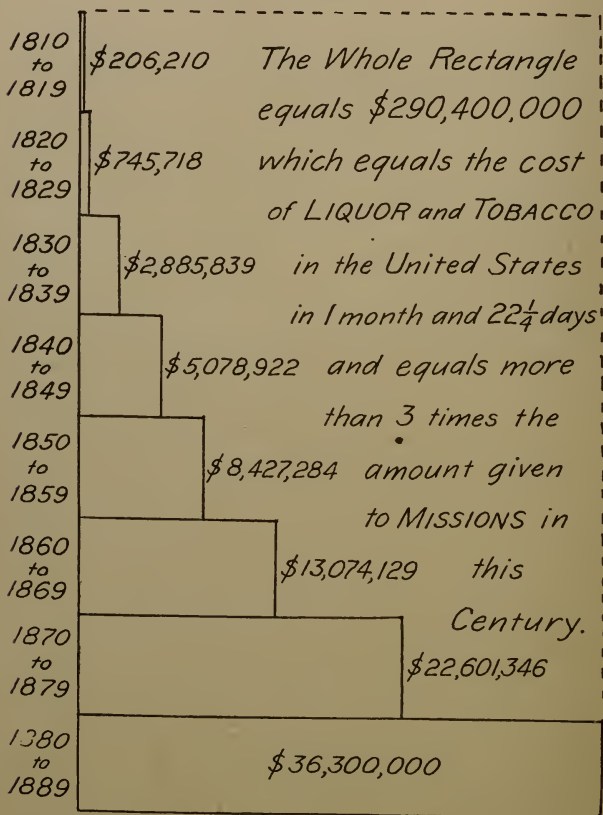 1810
to
1819
$206,210
The Whole Rectangle
equals $290,400,000
1820
to
1829
$745,718
which equals the cost
of LIQUOR and TOBACCO
1830
to
1839
$2,885,839
in the United States
in 1 month and 22¼ days
1840
to
1849
$5,078,922
and equals more
than 3 times the
1850
to
1859
$8,427,284
amount given
to MISSIONS in
1860
to
1869
$13,074,129
this
Century.
1870
to
1879
$22,601,346
1880
to
1889
$36,300,000